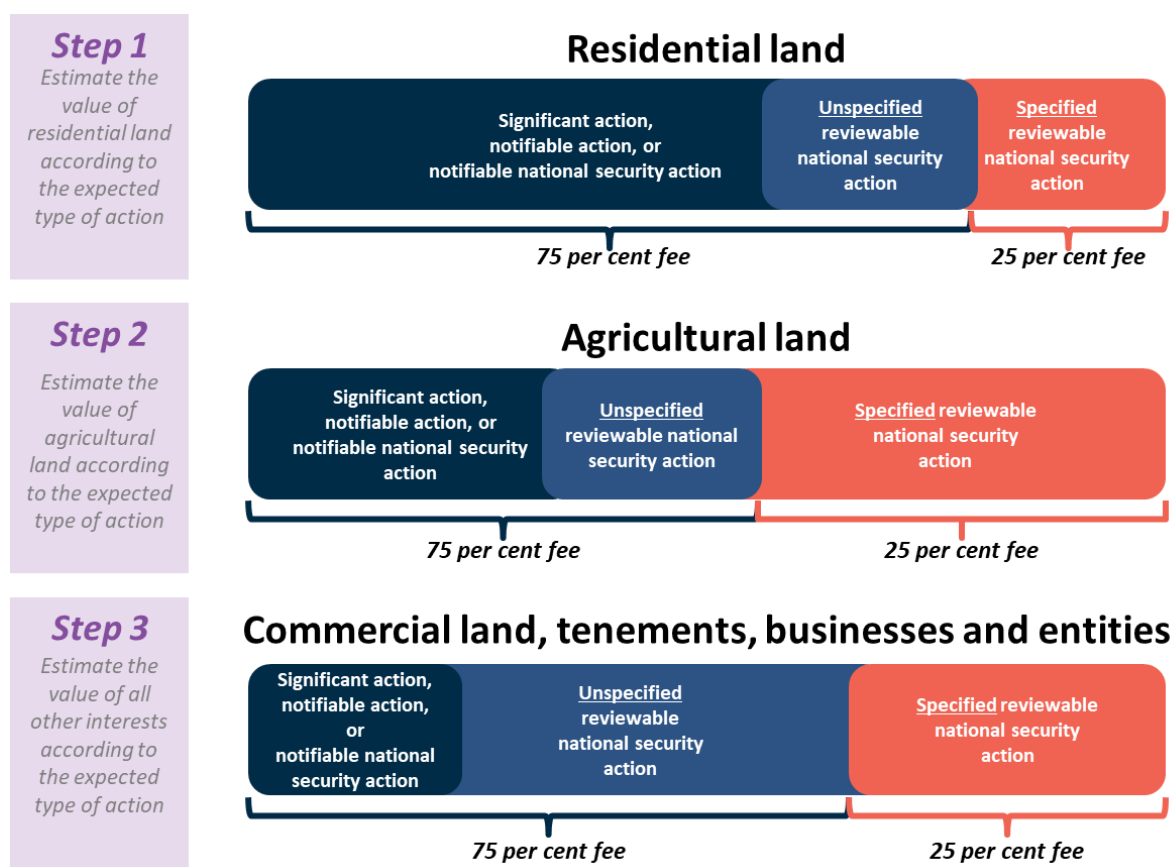 Step 1
Estimate the
value of
residential land
according to
the expected
type of action
Residential land
Significant action,
notifiable action, or
notifiable national security action
Unspecified
reviewable
national security
action
Specified
reviewable
national security
action
75 per cent fee
25 per cent fee
Step 2
Estimate the
value of
agricultural
land according
to the expected
type of action
Agricultural land
Significant action,
notifiable action, or
notifiable national security
action
Unspecified
reviewable national
security action
Specified reviewable
national security
action
75 per cent fee
25 per cent fee
Step 3
Estimate the
value of all
other interests
according to
the expected
type of action
Commercial land, tenements, businesses and entities
Significant action,
notifiable action,
or
notifiable national
security action
Unspecified
reviewable
national security
action
Specified reviewable
national security
action
75 per cent fee
25 per cent fee